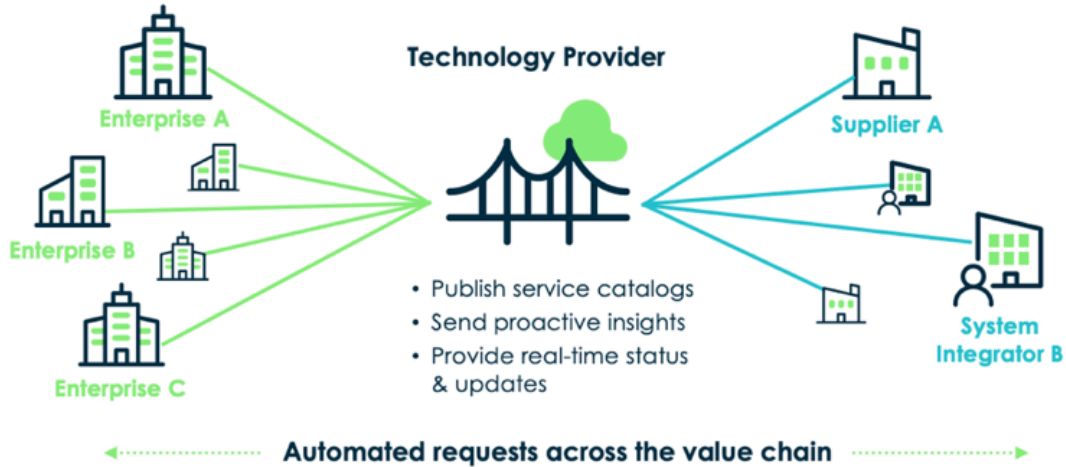 Technology Provider
Enterprise A
Supplier A
Enterprise B
• Publish service catalogs
• Send proactive insights
• Provide real-time status
& updates
System
Integrator B
Enterprise C
Automated requests across the value chain